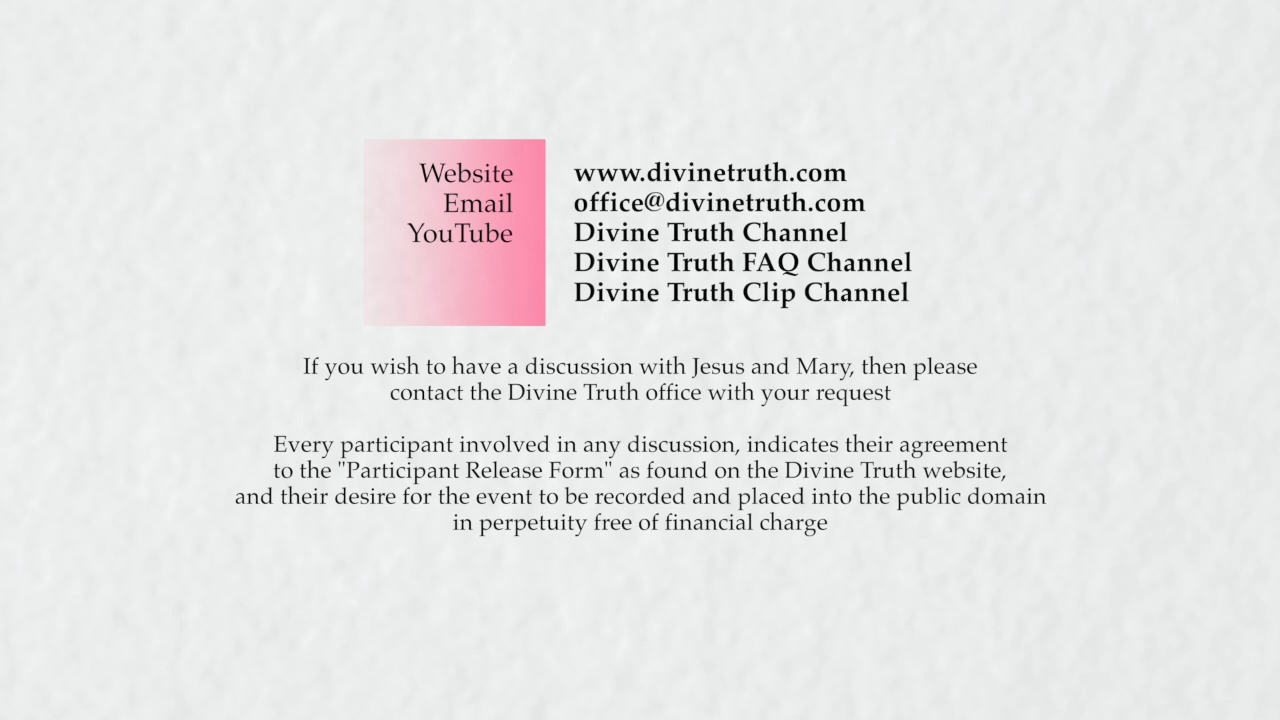 Website www.divinetruth.com
Email office@divinetruth.com
YouTube Divine Truth Channel
Divine Truth FAQ Channel
Divine Truth Clip Channel
If you wish to have a discussion with Jesus and Mary, then please
contact the Divine Truth office with your request
Every participant involved in any discussion, indicates their agreement
to the "Participant Release Form" as found on the Divine Truth website,
and their desire for the event to be recorded and placed into the public domain
in perpetuity free of financial charge